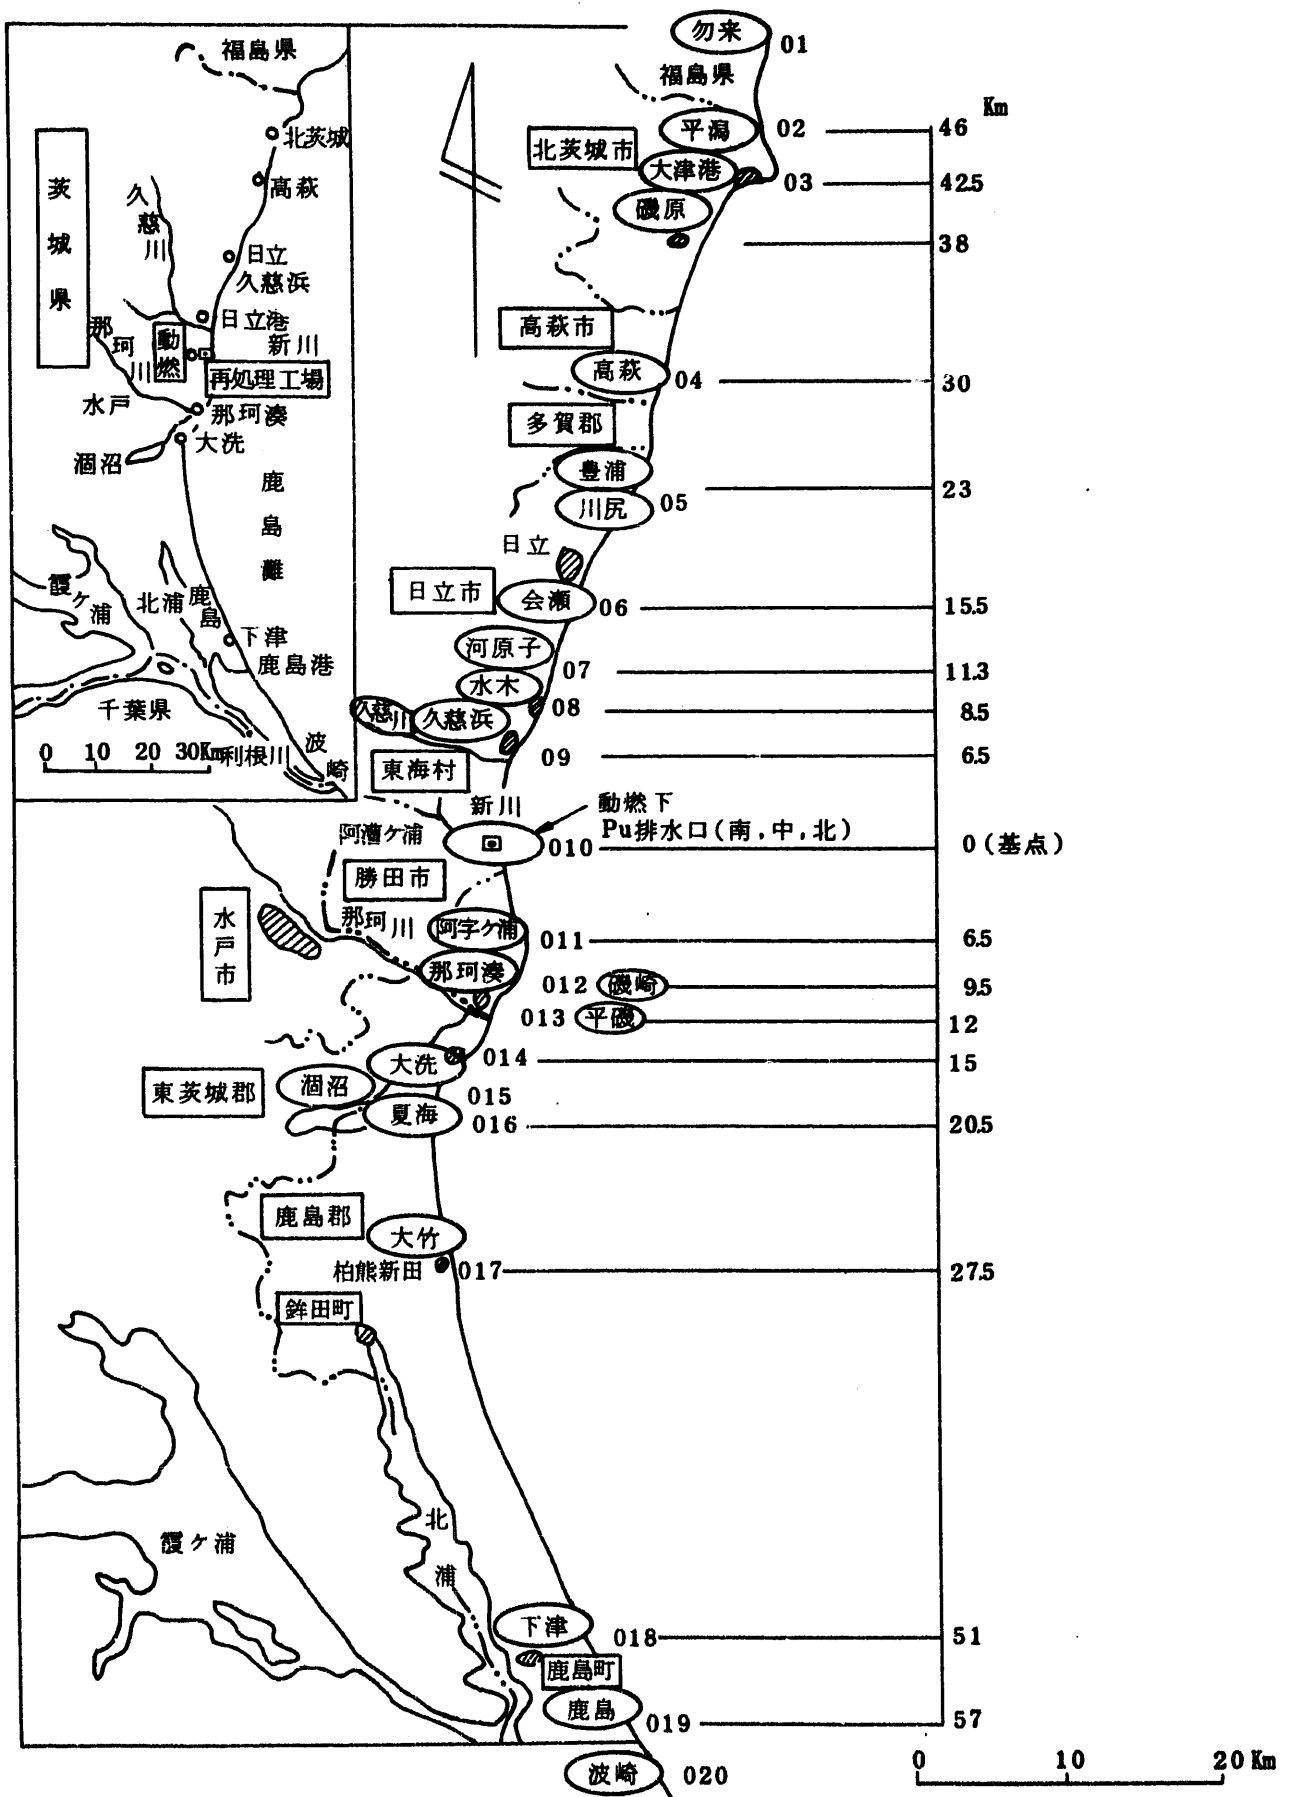 福島県
北茨城
高萩
日立
久慈浜
日立港
新川
再処理工場
動燃
茨城県
久慈川
那珂川
水戸
那珂湊
大洗
涸沼
鹿島灘
霞ケ浦
北浦
鹿島
下津
鹿島港
千葉県
利根川
波崎
0 10 20 30Km
勿来 01
福島県
Km
平潟 02 46
北茨城市
大津港 03 42.5
磯原 38
高萩市
高萩 04 30
多賀郡
豊浦 23
川尻 05
日立
日立市
会瀬 06 15.5
河原子 07 11.3
水木 08 8.5
久慈川 久慈浜
09 6.5
東海村
新川
動燃下
Pu排水口(南,中,北)
阿漕ケ浦
010 0(基点)
勝田市
那珂川
水戸市
阿字ケ浦 011 6.5
那珂湊
012 磯崎 9.5
013 平磯 12
大洗 014 15
東茨城郡
涸沼 015
夏海 016 20.5
鹿島郡
大竹
柏熊新田 017 27.5
鉾田町
霞ケ浦
北浦
下津 018 51
鹿島町
鹿島 019 57
波崎 020
0 10 20Km